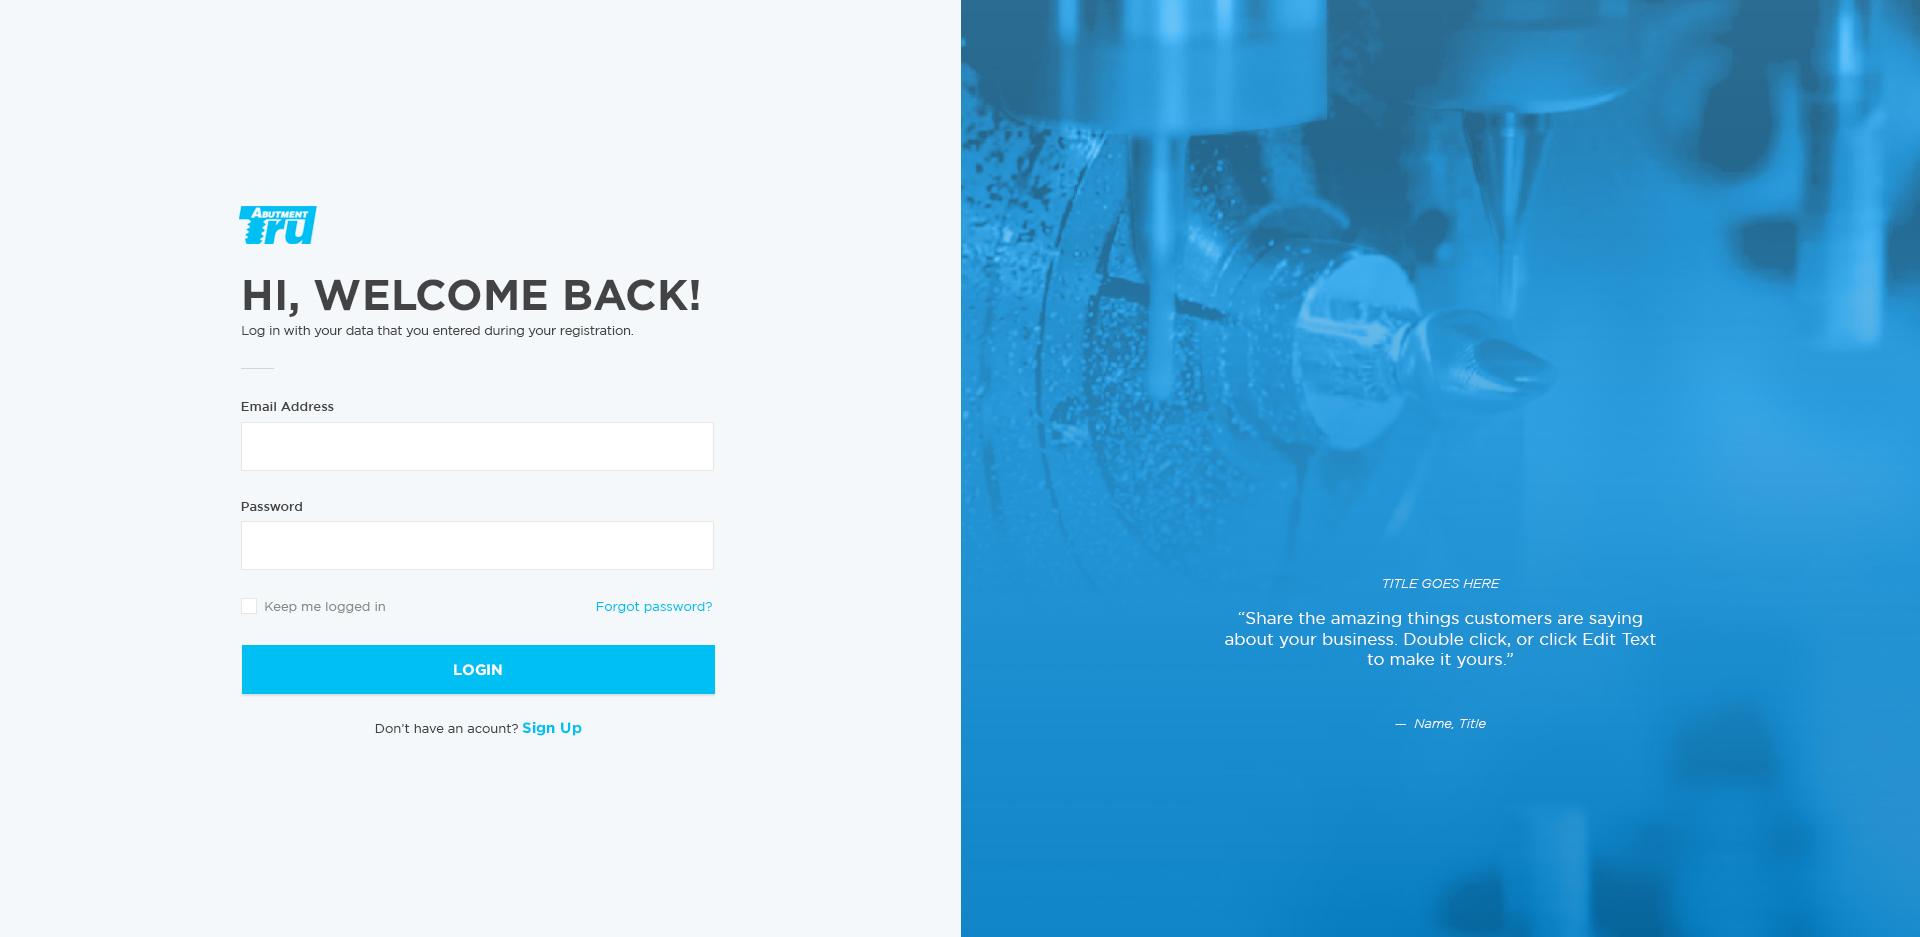 ABUTMENT
Tru
HI, WELCOME BACK!
Log in with your data that you entered during your registration.
Email Address
Password
Keep me logged in
Forgot password?
LOGIN
Don't have an acount? Sign Up
TITLE GOES HERE
“Share the amazing things customers are saying
about your business. Double click, or click Edit Text
to make it yours.”
— Name, Title